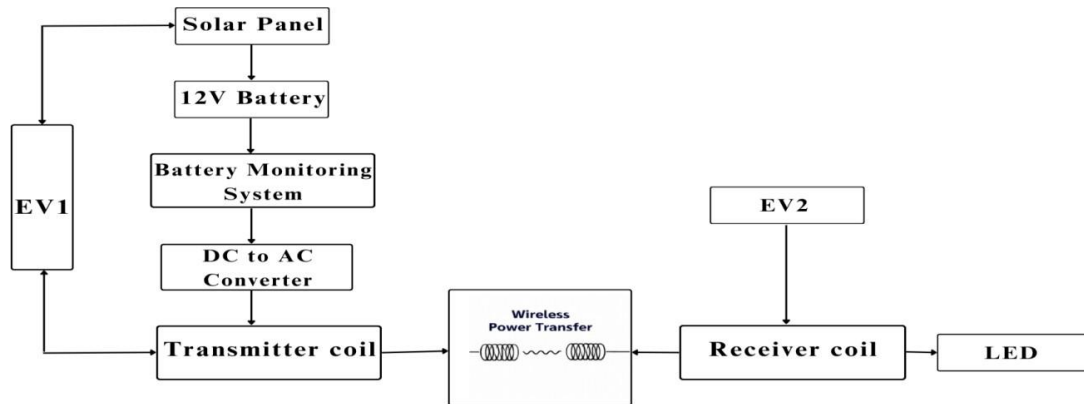 Solar Panel
12V Battery
Battery Monitoring
System
EV1
EV2
DC to AC
Converter
Wireless
Power Transfer
Transmitter coil
Receiver coil
LED